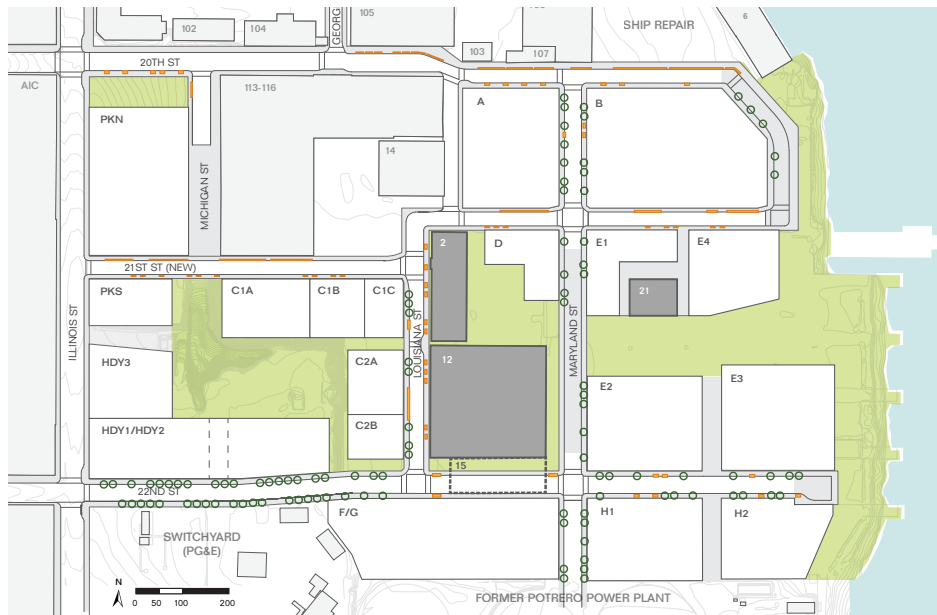 SHIP REPAIR
6
105
102
104
GEORG
103
107
20TH ST
AIC
113-116
A
B
PKN
14
MICHIGAN ST
2
D
E1
E4
21ST ST (NEW)
PKS
C1A
C1B
C1C
21
ILLINOIS ST
LOUISIANA ST
MARYLAND ST
HDY3
C2A
12
E2
E3
HDY1/HDY2
C2B
15
22ND ST
F/G
H1
H2
SWITCHYARD
(PG&E)
N
0 50 100 200
FORMER POTRERO POWER PLANT